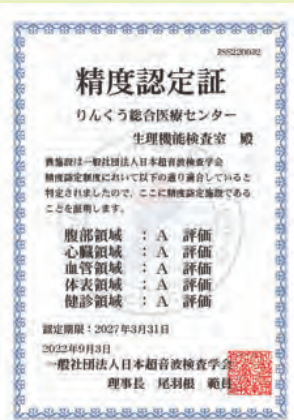 精度認定証
りんくう総合医療センター
生理機能検査室 殿
貴施設は一般社団法人日本超音波検査学会
精度認定制度において以下の通り適合していると
判定されましたので、ここに精度認定施設である
ことを証明します。
腹部領域 : A 評価
心臓領域 : A 評価
血管領域 : A 評価
体表領域 : A 評価
健診領域 : A 評価
認定期限:2027年3月31日
2022年9月3日
一般社団法人日本超音波検査学会
理事長 尾羽根 範員